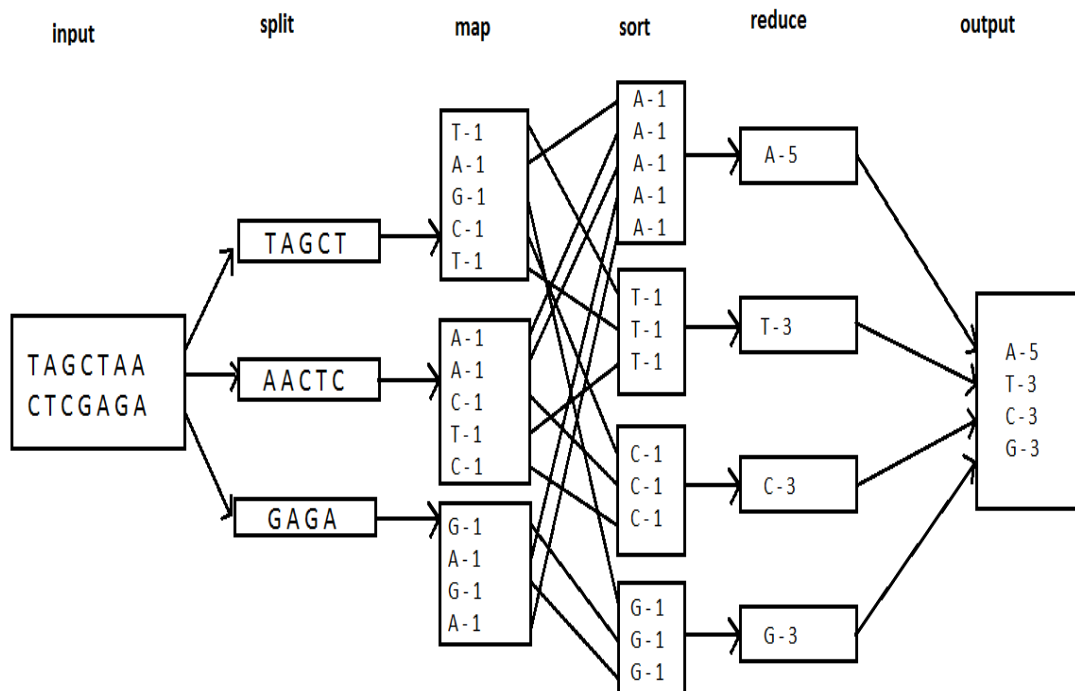 input
split
map
sort
reduce
output
TAGCTAA
CTCGAGA
TAGCT
AACTC
GAGA
T-1
A-1
G-1
C-1
T-1
A-1
A-1
C-1
T-1
C-1
G-1
A-1
G-1
A-1
A-1
A-1
A-1
A-1
A-1
T-1
T-1
T-1
C-1
C-1
C-1
G-1
G-1
G-1
A-5
T-3
C-3
G-3
A-5
T-3
C-3
G-3